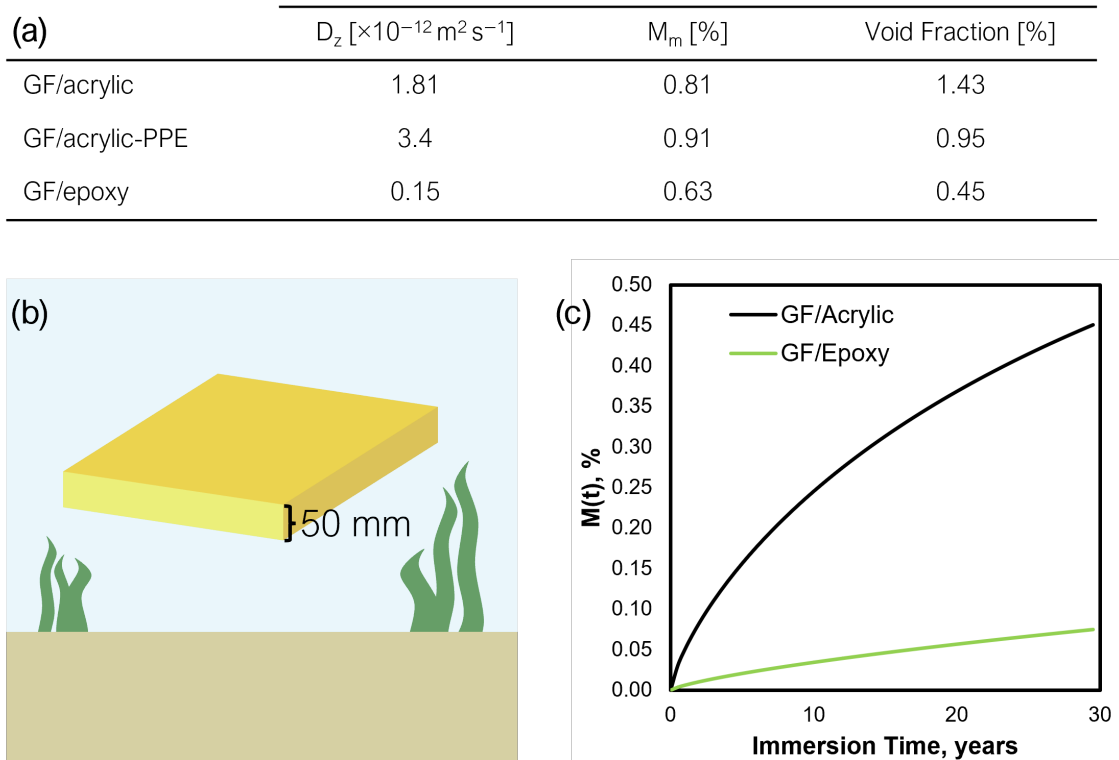 (a) D_z [×10⁻¹² m² s⁻¹] M_m [%] Void Fraction [%]
GF/acrylic 1.81 0.81 1.43
GF/acrylic-PPE 3.4 0.91 0.95
GF/epoxy 0.15 0.63 0.45
(b)
50 mm
(c)
0.50
0.45
0.40
0.35
0.30
0.25
0.20
0.15
0.10
0.05
0.00
M(t), %
GF/Acrylic
GF/Epoxy
0 10 20 30
Immersion Time, years